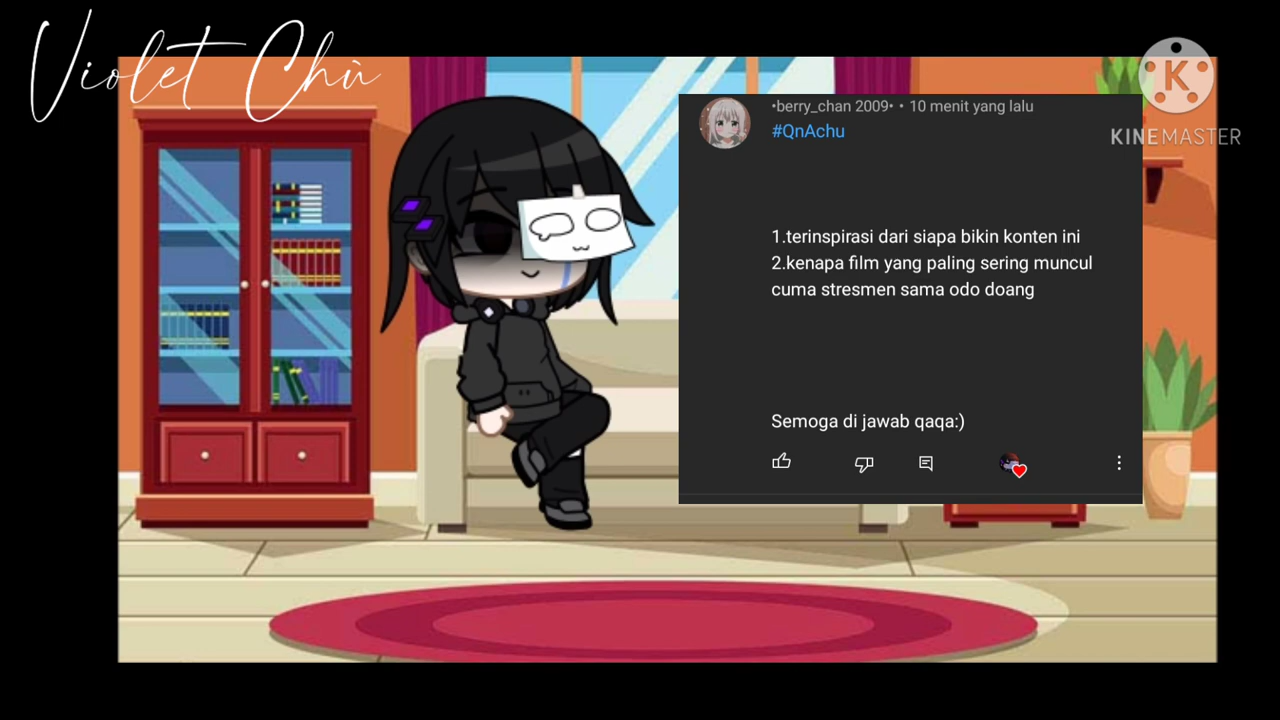 Violet Chù
•berry_chan 2009• • 10 menit yang lalu
#QnAchu
K
KINEMASTER
1.terinspirasi dari siapa bikin konten ini
2.kenapa film yang paling sering muncul
cuma stresmen sama odo doang
Semoga di jawab qaqa:)